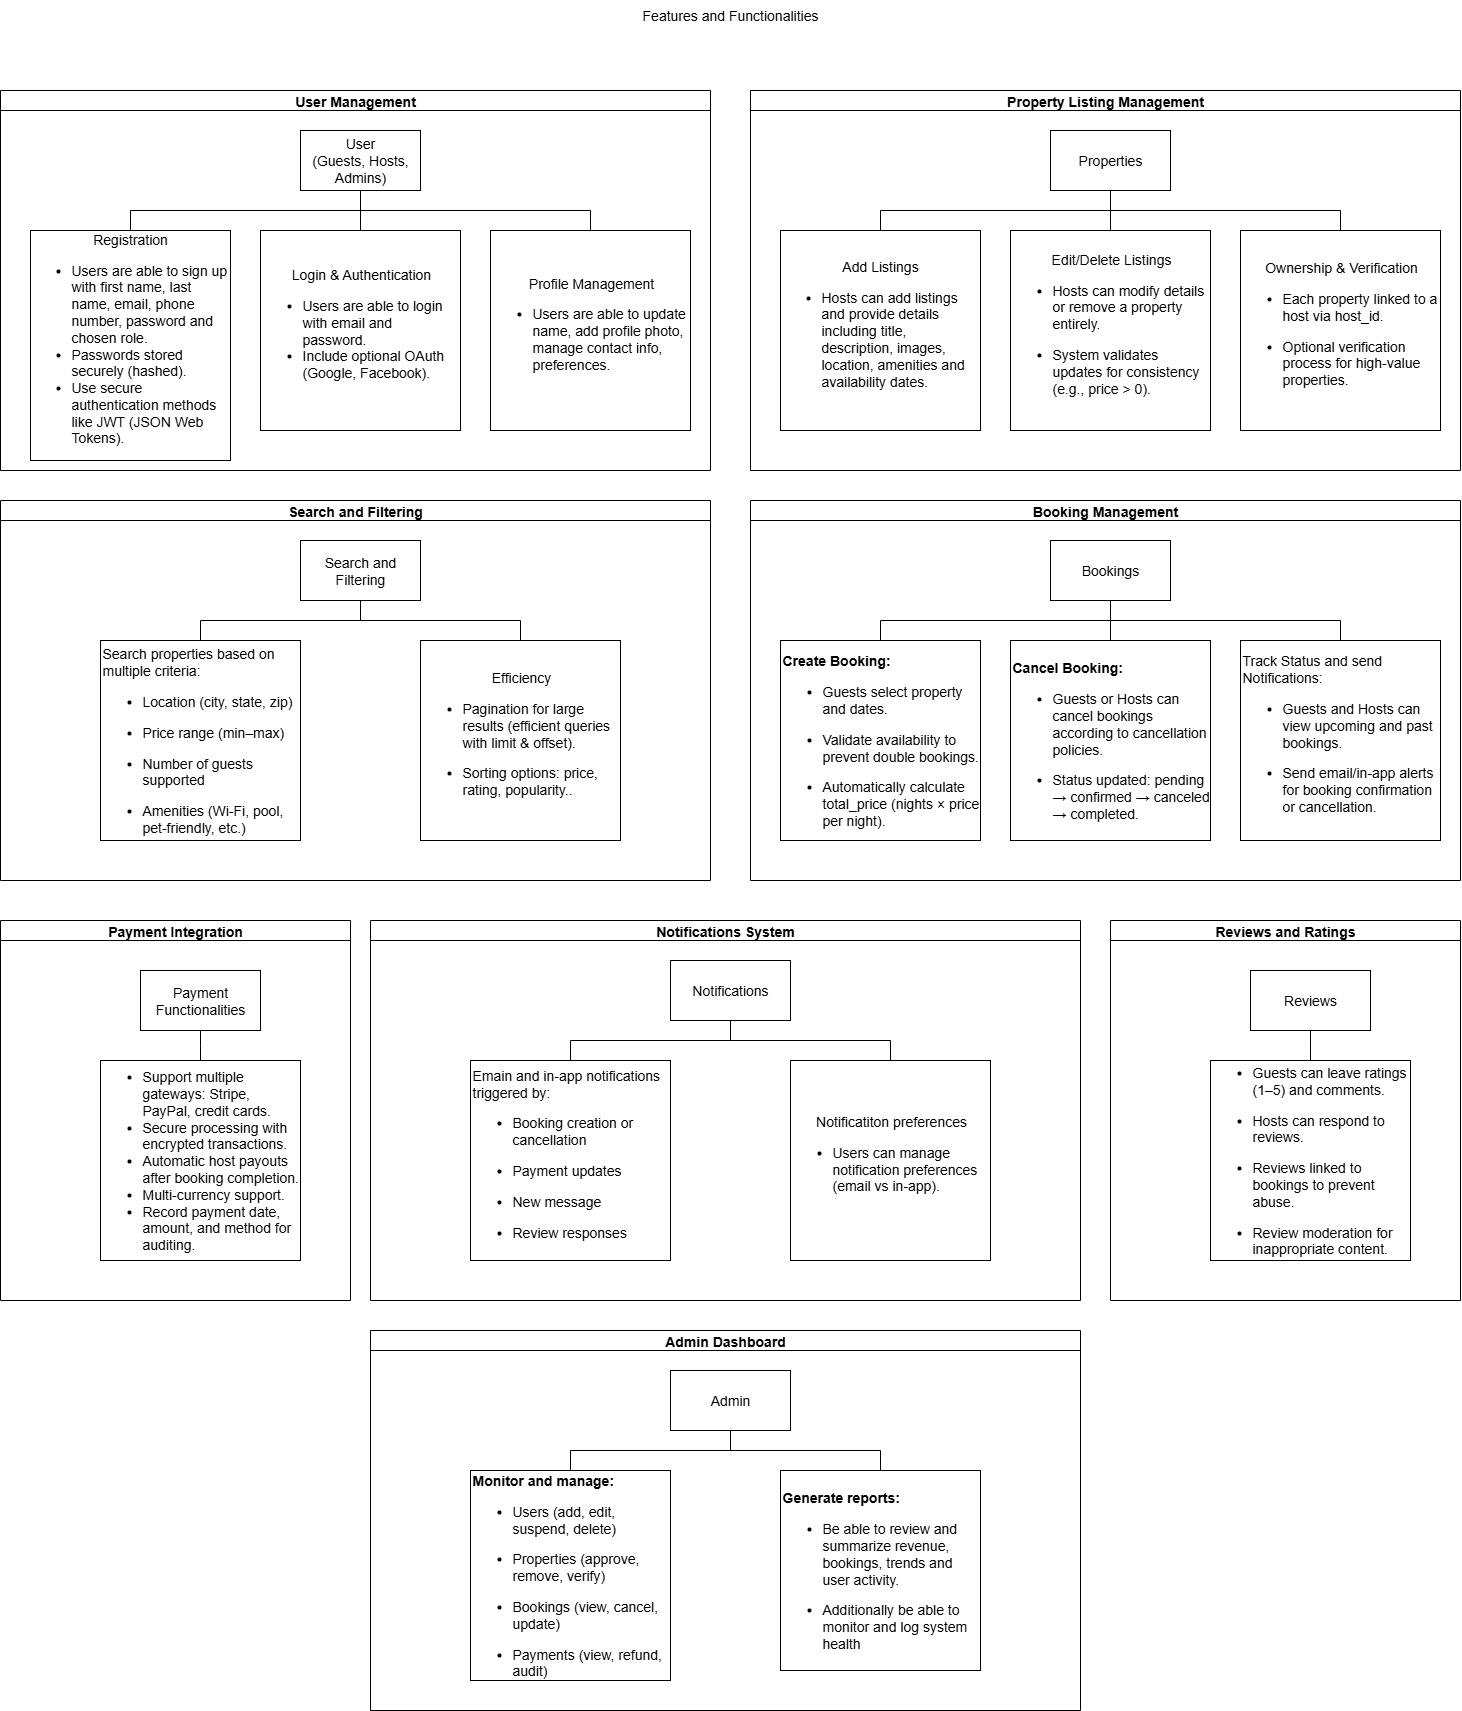 Features and Functionalities
User Management
User
(Guests, Hosts,
Admins)
Registration
• Users are able to sign up
with first name, last
name, email, phone
number, password and
chosen role.
• Passwords stored
securely (hashed).
• Use secure
authentication methods
like JWT (JSON Web
Tokens).
Login & Authentication
• Users are able to login
with email and
password.
• Include optional OAuth
(Google, Facebook).
Profile Management
• Users are able to update
name, add profile photo,
manage contact info,
preferences.
Property Listing Management
Properties
Add Listings
• Hosts can add listings
and provide details
including title,
description, images,
location, amenities and
availability dates.
Edit/Delete Listings
• Hosts can modify details
or remove a property
entirely.
• System validates
updates for consistency
(e.g., price > 0).
Ownership & Verification
• Each property linked to a
host via host_id.
• Optional verification
process for high-value
properties.
Search and Filtering
Search and
Filtering
Search properties based on
multiple criteria:
• Location (city, state, zip)
• Price range (min–max)
• Number of guests
supported
• Amenities (Wi-Fi, pool,
pet-friendly, etc.)
Efficiency
• Pagination for large
results (efficient queries
with limit & offset).
• Sorting options: price,
rating, popularity..
Booking Management
Bookings
Create Booking:
• Guests select property
and dates.
• Validate availability to
prevent double bookings.
• Automatically calculate
total_price (nights × price
per night).
Cancel Booking:
• Guests or Hosts can
cancel bookings
according to cancellation
policies.
• Status updated: pending
→ confirmed → canceled
→ completed.
Track Status and send
Notifications:
• Guests and Hosts can
view upcoming and past
bookings.
• Send email/in-app alerts
for booking confirmation
or cancellation.
Payment Integration
Payment
Functionalities
• Support multiple
gateways: Stripe,
PayPal, credit cards.
• Secure processing with
encrypted transactions.
• Automatic host payouts
after booking completion.
• Multi-currency support.
• Record payment date,
amount, and method for
auditing.
Notifications System
Notifications
Emain and in-app notifications
triggered by:
• Booking creation or
cancellation
• Payment updates
• New message
• Review responses
Notificatiton preferences
• Users can manage
notification preferences
(email vs in-app).
Reviews and Ratings
Reviews
• Guests can leave ratings
(1–5) and comments.
• Hosts can respond to
reviews.
• Reviews linked to
bookings to prevent
abuse.
• Review moderation for
inappropriate content.
Admin Dashboard
Admin
Monitor and manage:
• Users (add, edit,
suspend, delete)
• Properties (approve,
remove, verify)
• Bookings (view, cancel,
update)
• Payments (view, refund,
audit)
Generate reports:
• Be able to review and
summarize revenue,
bookings, trends and
user activity.
• Additionally be able to
monitor and log system
health